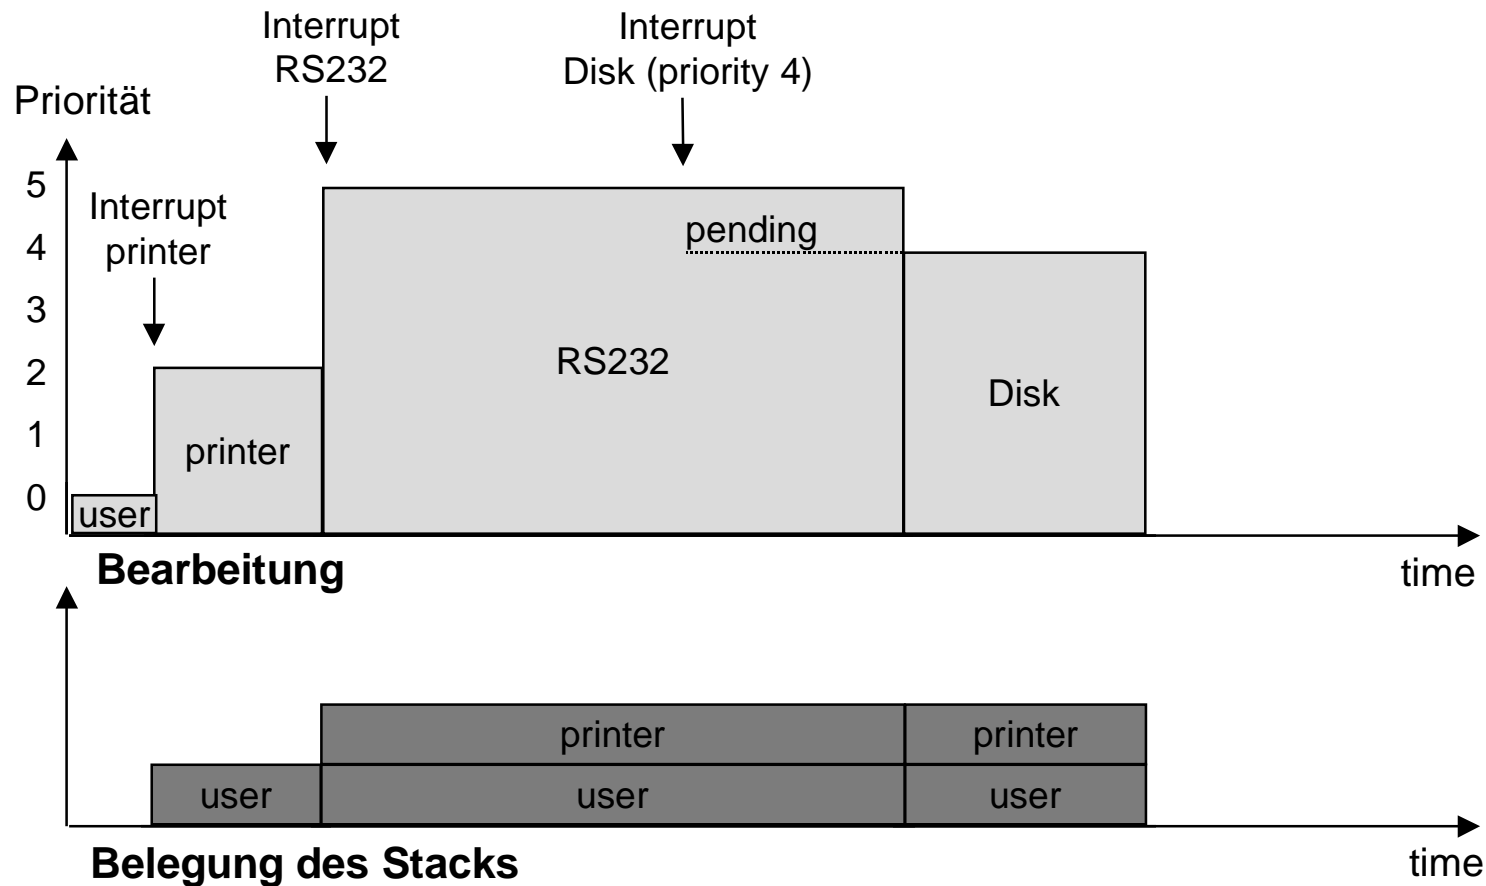 Interrupt
RS232
Interrupt
Disk (priority 4)
Priorität
5
4
3
2
1
0
Interrupt
printer
pending
RS232
Disk
printer
user
Bearbeitung
time
printer
printer
user
user
user
Belegung des Stacks
time